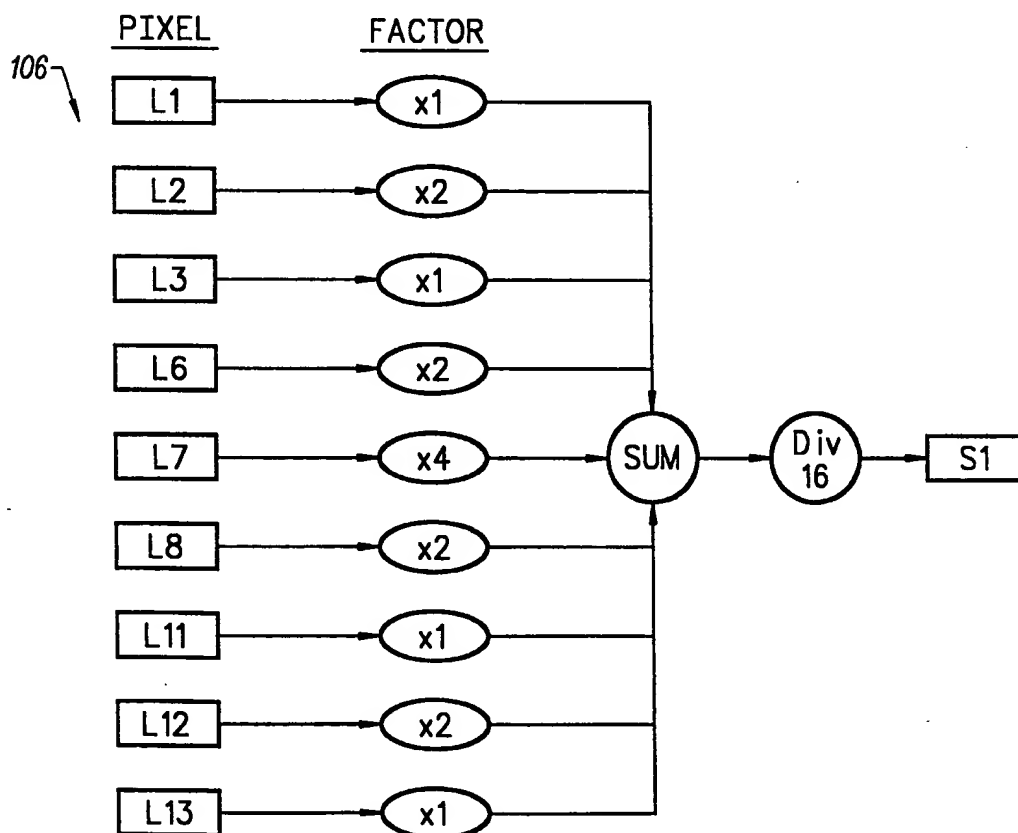 PIXEL FACTOR
106
L1 x1
L2 x2
L3 x1
L6 x2
L7 x4 SUM Div 16 S1
L8 x2
L11 x1
L12 x2
L13 x1